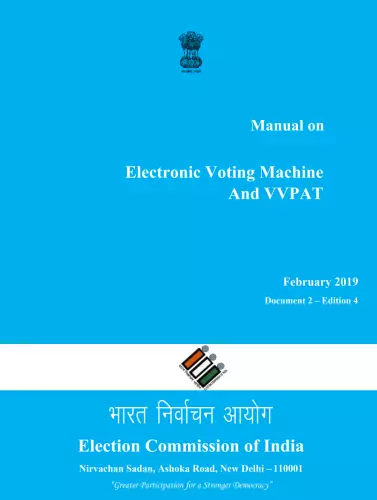 Manual on
Electronic Voting Machine
And VVPAT
February 2019
Document 2 – Edition 4
भारत निर्वाचन आयोग
Election Commission of India
Nirvachan Sadan, Ashoka Road, New Delhi – 110001
"Greater Participation for a Stronger Democracy"